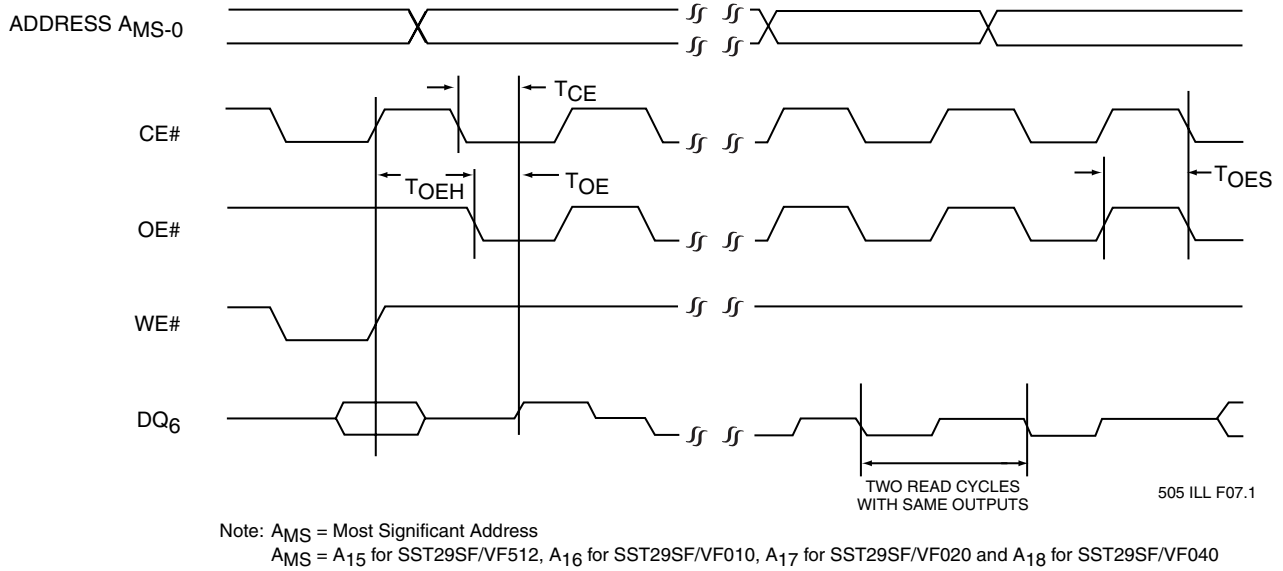 ADDRESS AMS-0
TCE
CE#
TOEH
TOE
TOES
OE#
WE#
DQ6
TWO READ CYCLES
WITH SAME OUTPUTS
505 ILL F07.1
Note: AMS = Most Significant Address
AMS = A15 for SST29SF/VF512, A16 for SST29SF/VF010, A17 for SST29SF/VF020 and A18 for SST29SF/VF040